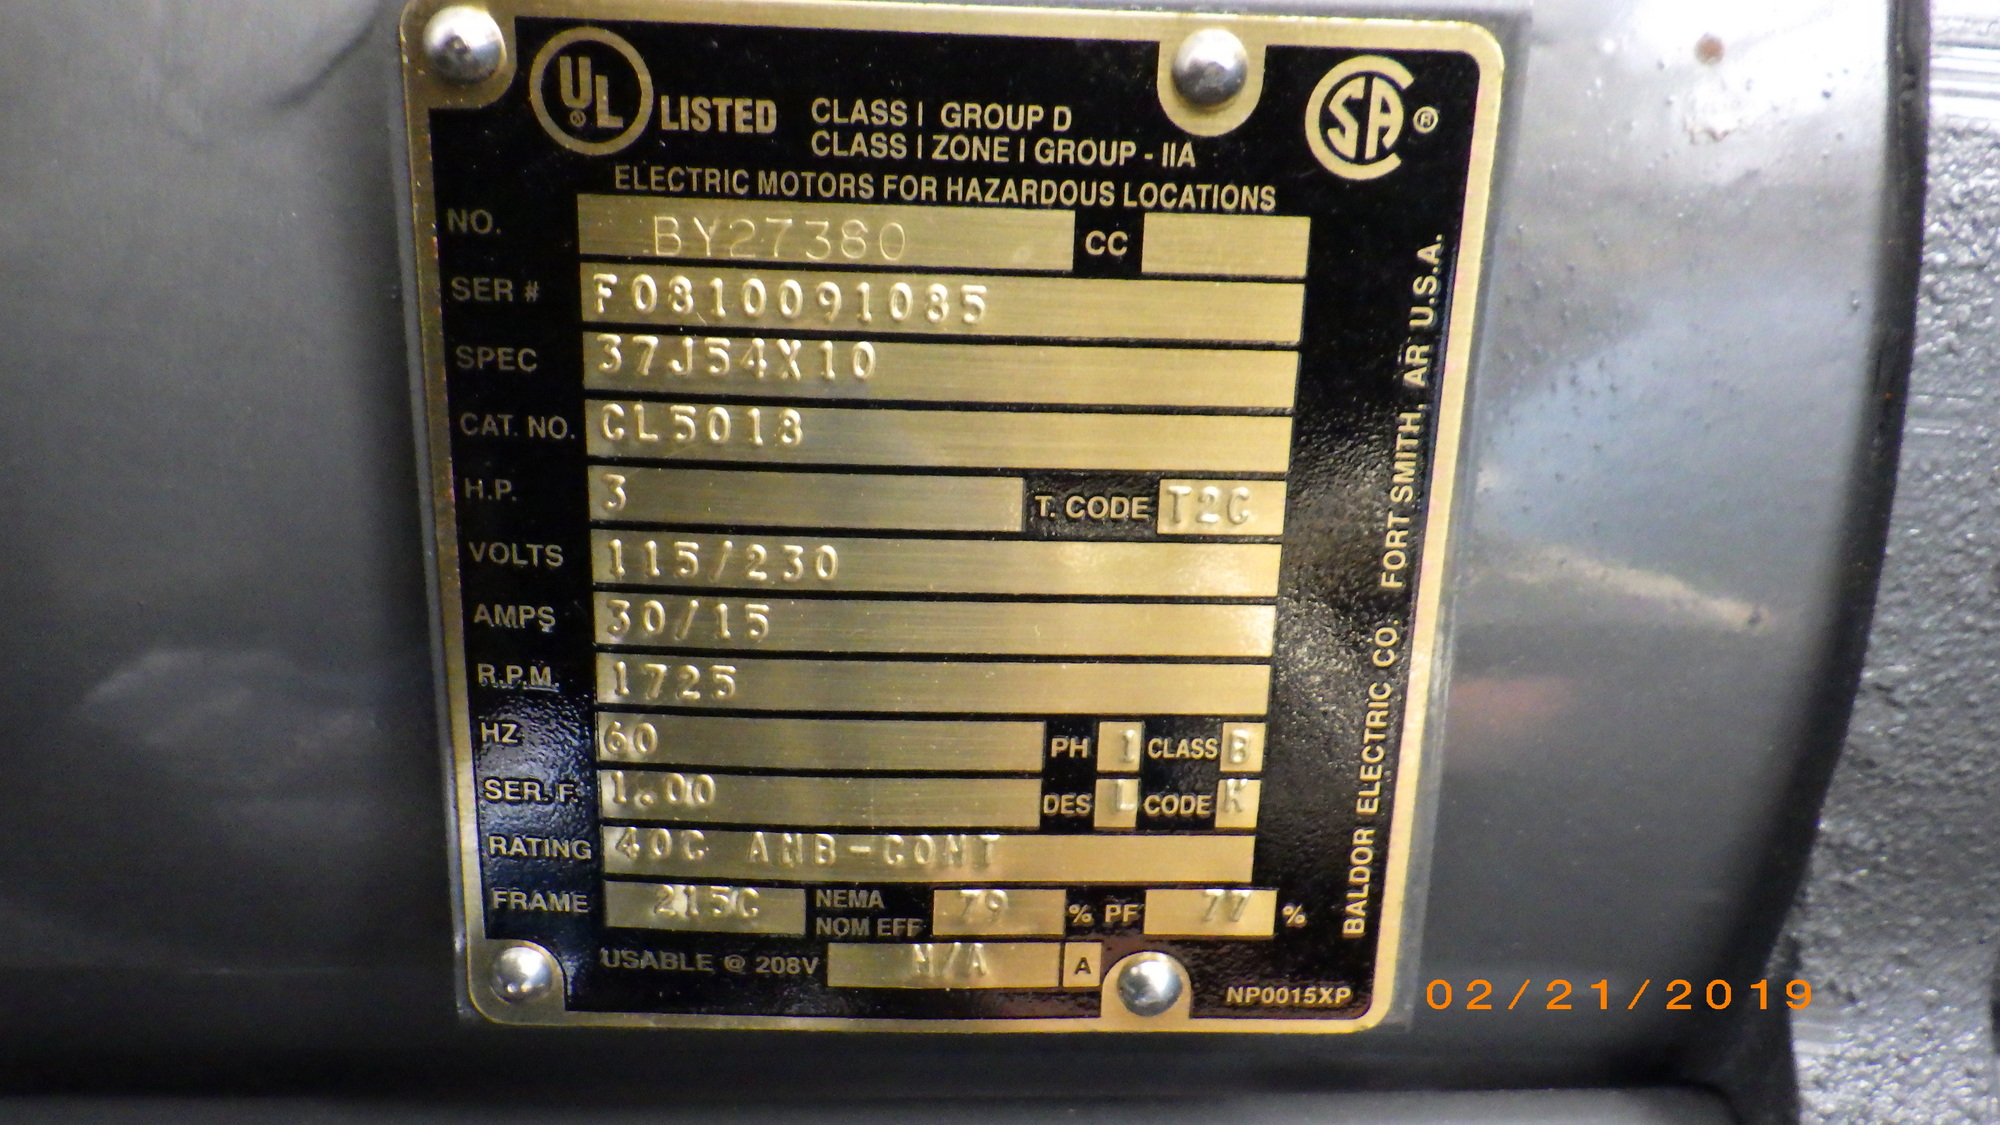 UL® LISTED CLASS I GROUP D
CLASS I ZONE I GROUP - IIA
SA ®
ELECTRIC MOTORS FOR HAZARDOUS LOCATIONS
NO. BY27380 CC
SER # F0810091085
SPEC 37J54X10
CAT. NO. CL5018
H.P. 3 T. CODE T2C
VOLTS 115/230
AMPS 30/15
R.P.M. 1725
HZ 60 PH 1 CLASS B
SER. F. 1.00 DES L CODE K
RATING 40C AMB-CONT
FRAME 215C NEMA NOM EFF 79 % PF 77 %
USABLE @ 208V N/A A
NP0015XP
BALDOR ELECTRIC CO. FORT SMITH, AR U.S.A.
02/21/2019